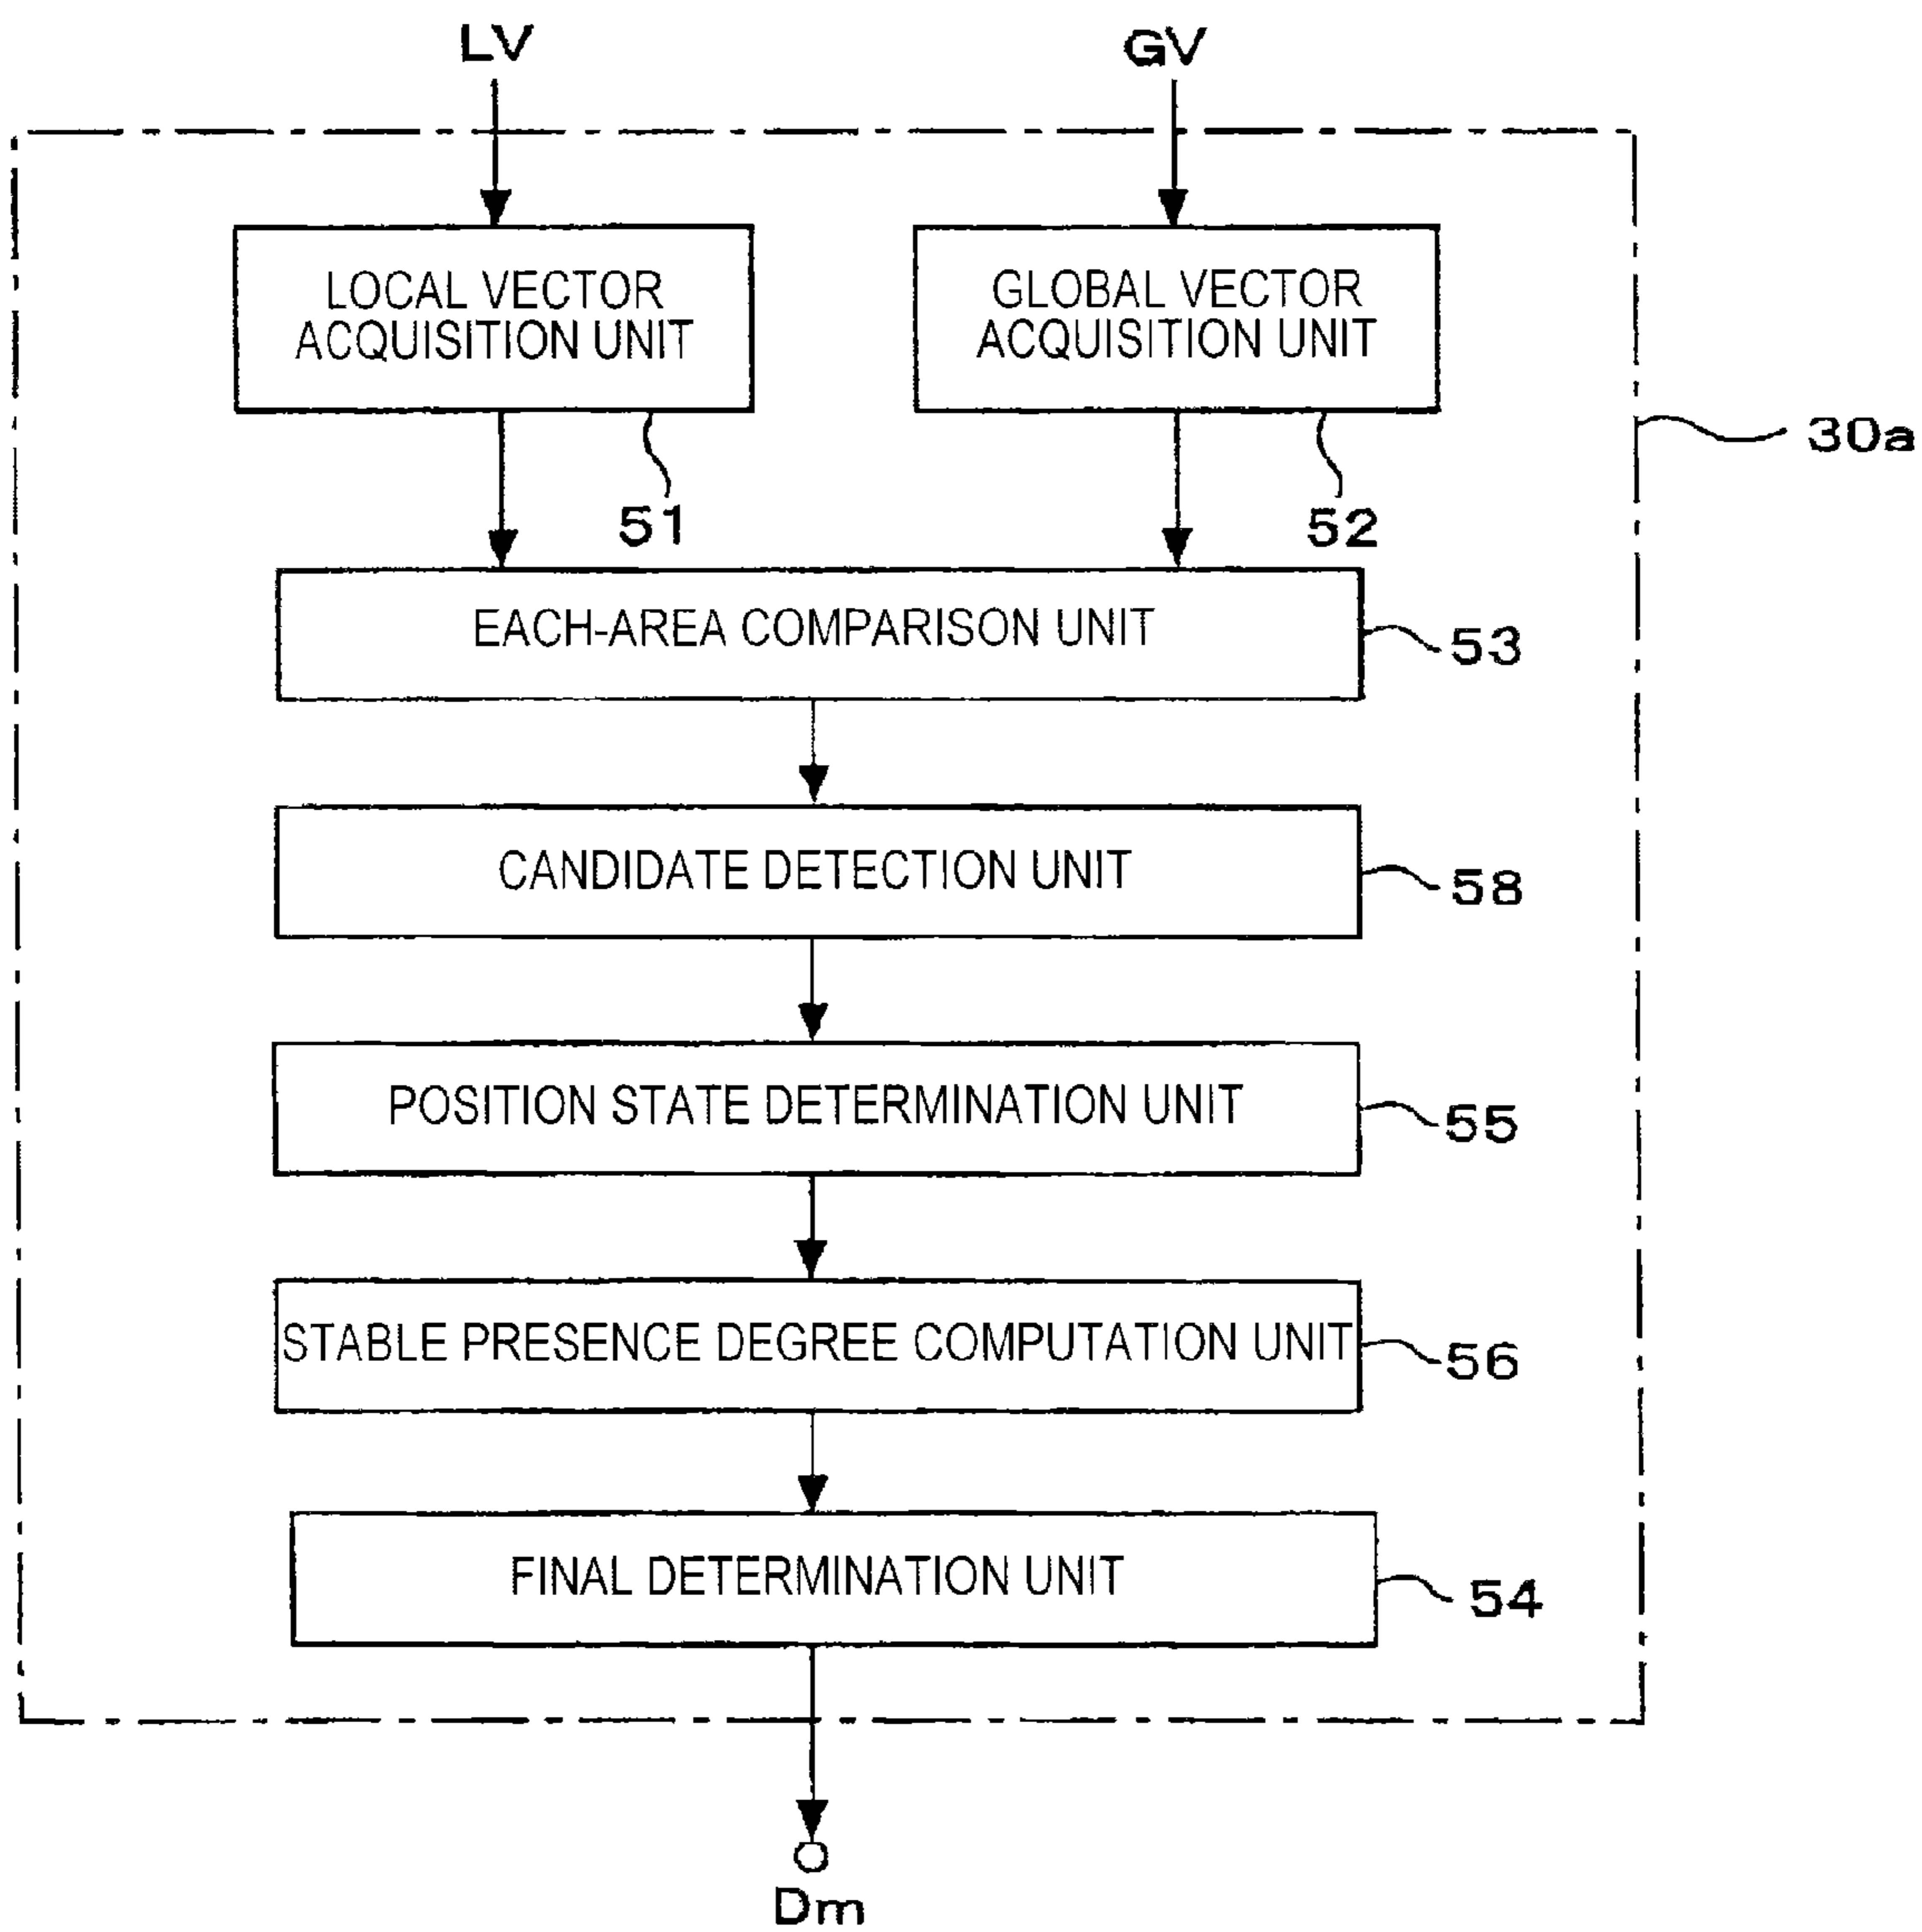 LV
GV
LOCAL VECTOR
ACQUISITION UNIT
GLOBAL VECTOR
ACQUISITION UNIT
30a
51
52
EACH-AREA COMPARISON UNIT
53
CANDIDATE DETECTION UNIT
58
POSITION STATE DETERMINATION UNIT
55
STABLE PRESENCE DEGREE COMPUTATION UNIT
56
FINAL DETERMINATION UNIT
54
Dm